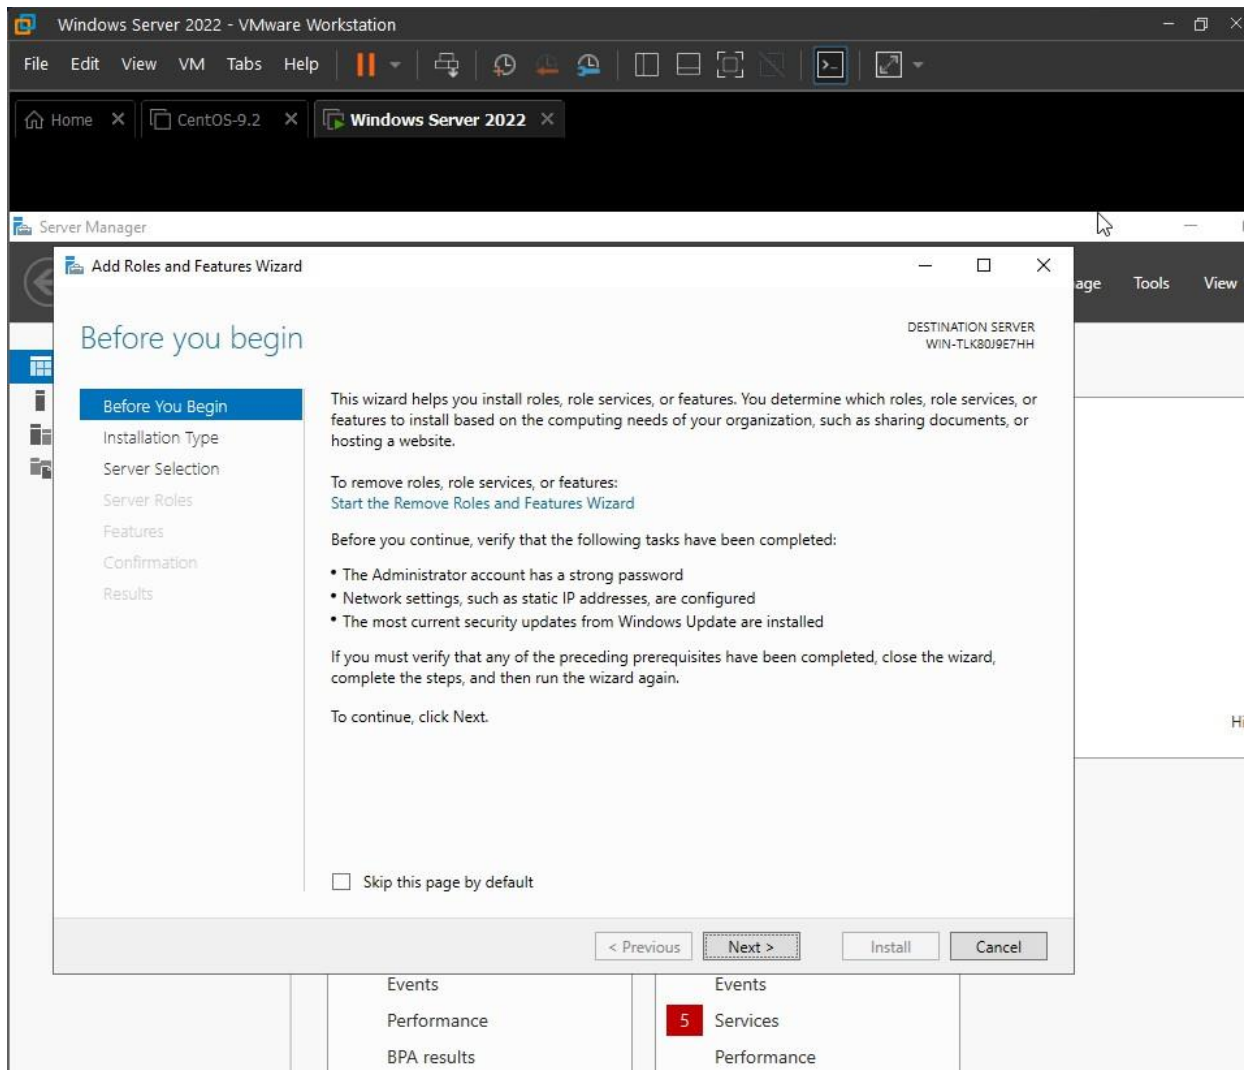 Windows Server 2022 - VMware Workstation
File Edit View VM Tabs Help
Home CentOS-9.2 Windows Server 2022
Server Manager
Add Roles and Features Wizard
Tools View
Before you begin
DESTINATION SERVER
WIN-TLK80J9E7HH
Before You Begin
Installation Type
Server Selection
Server Roles
Features
Confirmation
Results
This wizard helps you install roles, role services, or features. You determine which roles, role services, or
features to install based on the computing needs of your organization, such as sharing documents, or
hosting a website.
To remove roles, role services, or features:
Start the Remove Roles and Features Wizard
Before you continue, verify that the following tasks have been completed:
• The Administrator account has a strong password
• Network settings, such as static IP addresses, are configured
• The most current security updates from Windows Update are installed
If you must verify that any of the preceding prerequisites have been completed, close the wizard,
complete the steps, and then run the wizard again.
To continue, click Next.
Skip this page by default
< Previous Next > Install Cancel
Events
Performance
BPA results
Events
5 Services
Performance